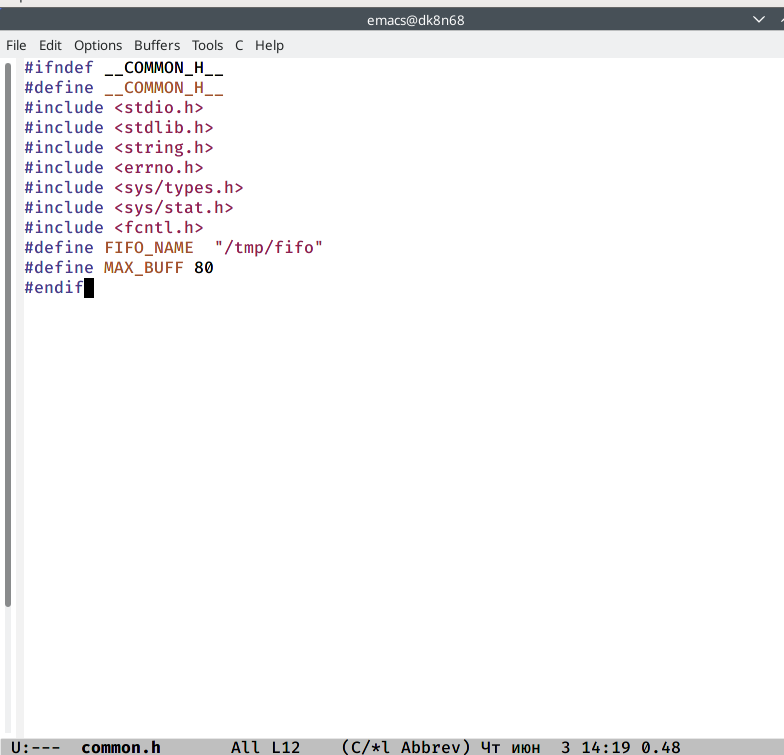 emacs@dk8n68
File Edit Options Buffers Tools C Help
#ifndef __COMMON_H__
#define __COMMON_H__
#include <stdio.h>
#include <stdlib.h>
#include <string.h>
#include <errno.h>
#include <sys/types.h>
#include <sys/stat.h>
#include <fcntl.h>
#define FIFO_NAME  "/tmp/fifo"
#define MAX_BUFF 80
#endif
U:---  common.h       All L12    (C/*l Abbrev) Чт июн  3 14:19 0.48